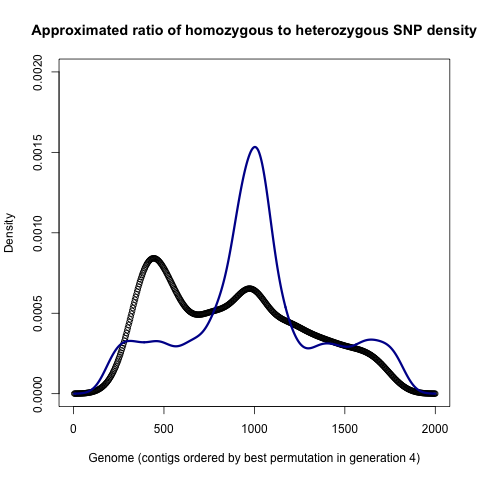 Approximated ratio of homozygous to heterozygous SNP density
0.0020
0.0015
0.0010
0.0005
0.0000
Density
0 500 1000 1500 2000
Genome (contigs ordered by best permutation in generation 4)